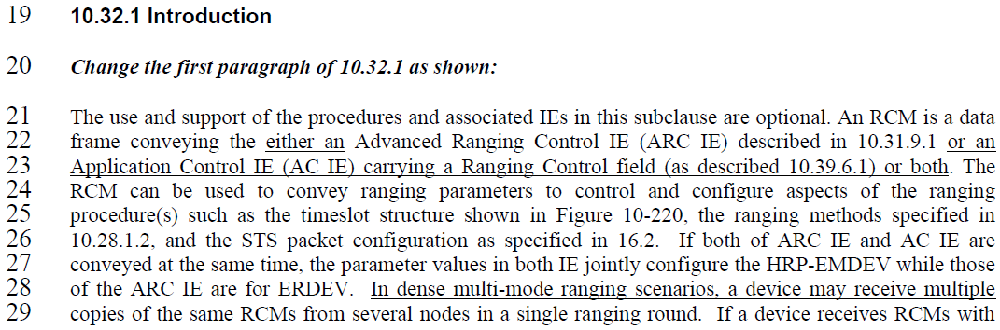 19 10.32.1 Introduction
20 Change the first paragraph of 10.32.1 as shown:
21 The use and support of the procedures and associated IEs in this subclause are optional. An RCM is a data
22 frame conveying the either an Advanced Ranging Control IE (ARC IE) described in 10.31.9.1 or an
23 Application Control IE (AC IE) carrying a Ranging Control field (as described 10.39.6.1) or both. The
24 RCM can be used to convey ranging parameters to control and configure aspects of the ranging
25 procedure(s) such as the timeslot structure shown in Figure 10-220, the ranging methods specified in
26 10.28.1.2, and the STS packet configuration as specified in 16.2. If both of ARC IE and AC IE are
27 conveyed at the same time, the parameter values in both IE jointly configure the HRP-EMDEV while those
28 of the ARC IE are for ERDEV. In dense multi-mode ranging scenarios, a device may receive multiple
29 copies of the same RCMs from several nodes in a single ranging round. If a device receives RCMs with